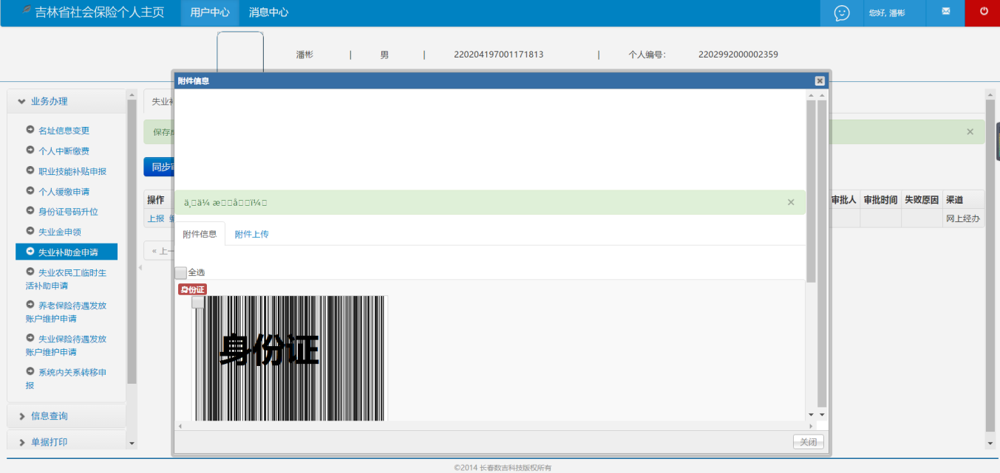 吉林省社会保险个人主页 用户中心 消息中心 您好, 潘彬
潘彬 | 男 | 220204197001171813 | 个人编号: 2202992000002359
附件信息
业务办理
名址信息变更
个人中断缴费
职业技能补贴申报
个人缓缴申请
身份证号码升位
失业金申领
失业补助金申请
失业农民工临时生
活补助申请
养老保险待遇发放
账户维护申请
失业保险待遇发放
账户维护申请
系统内关系转移申
报
信息查询
单据打印
失业
保存
同步
操作
上报
« 上一
附件信息 附件上传
全选
身份证
身份证
关闭
审批人 审批时间 失败原因 渠道
网上经办
©2014 长春数吉科技版权所有